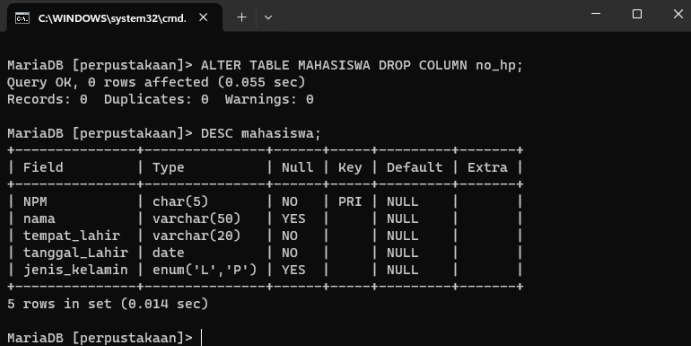 C:\WINDOWS\system32\cmd.
MariaDB [perpustakaan]> ALTER TABLE MAHASISWA DROP COLUMN no_hp;
Query OK, 0 rows affected (0.055 sec)
Records: 0  Duplicates: 0  Warnings: 0
MariaDB [perpustakaan]> DESC mahasiswa;
+---------------+---------------+------+-----+---------+-------+
| Field         | Type          | Null | Key | Default | Extra |
+---------------+---------------+------+-----+---------+-------+
| NPM           | char(5)       | NO   | PRI | NULL    |       |
| nama          | varchar(50)   | YES  |     | NULL    |       |
| tempat_lahir  | varchar(20)   | NO   |     | NULL    |       |
| tanggal_Lahir | date          | NO   |     | NULL    |       |
| jenis_kelamin | enum('L','P') | YES  |     | NULL    |       |
+---------------+---------------+------+-----+---------+-------+
5 rows in set (0.014 sec)
MariaDB [perpustakaan]>